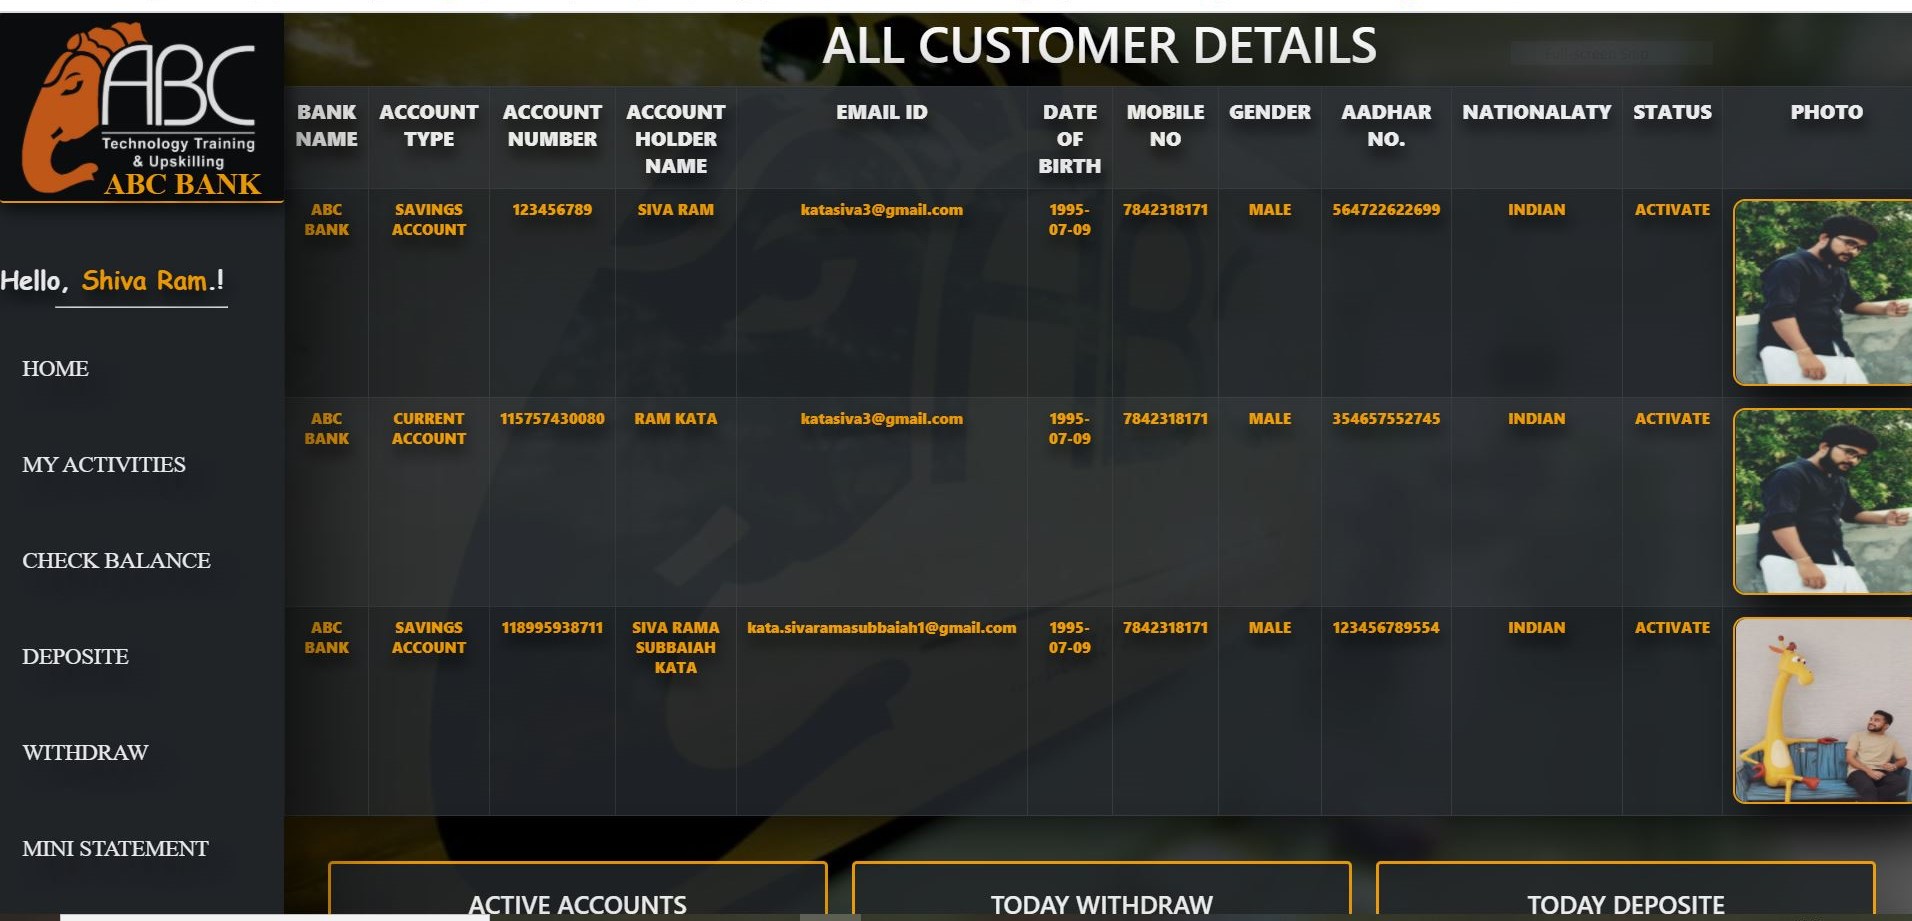 ABC
Technology Training
& Upskilling
ABC BANK
Hello, Shiva Ram.!
HOME
MY ACTIVITIES
CHECK BALANCE
DEPOSITE
WITHDRAW
MINI STATEMENT
ALL CUSTOMER DETAILS
BANK NAME ACCOUNT TYPE ACCOUNT NUMBER ACCOUNT HOLDER NAME EMAIL ID DATE OF BIRTH MOBILE NO GENDER AADHAR NO. NATIONALATY STATUS PHOTO
ABC BANK SAVINGS ACCOUNT 123456789 SIVA RAM katasiva3@gmail.com 1995-07-09 7842318171 MALE 564722622699 INDIAN ACTIVATE
ABC BANK CURRENT ACCOUNT 115757430080 RAM KATA katasiva3@gmail.com 1995-07-09 7842318171 MALE 354657552745 INDIAN ACTIVATE
ABC BANK SAVINGS ACCOUNT 118995938711 SIVA RAMA SUBBAIAH KATA kata.sivaramasubbaiah1@gmail.com 1995-07-09 7842318171 MALE 123456789554 INDIAN ACTIVATE
ACTIVE ACCOUNTS
TODAY WITHDRAW
TODAY DEPOSITE